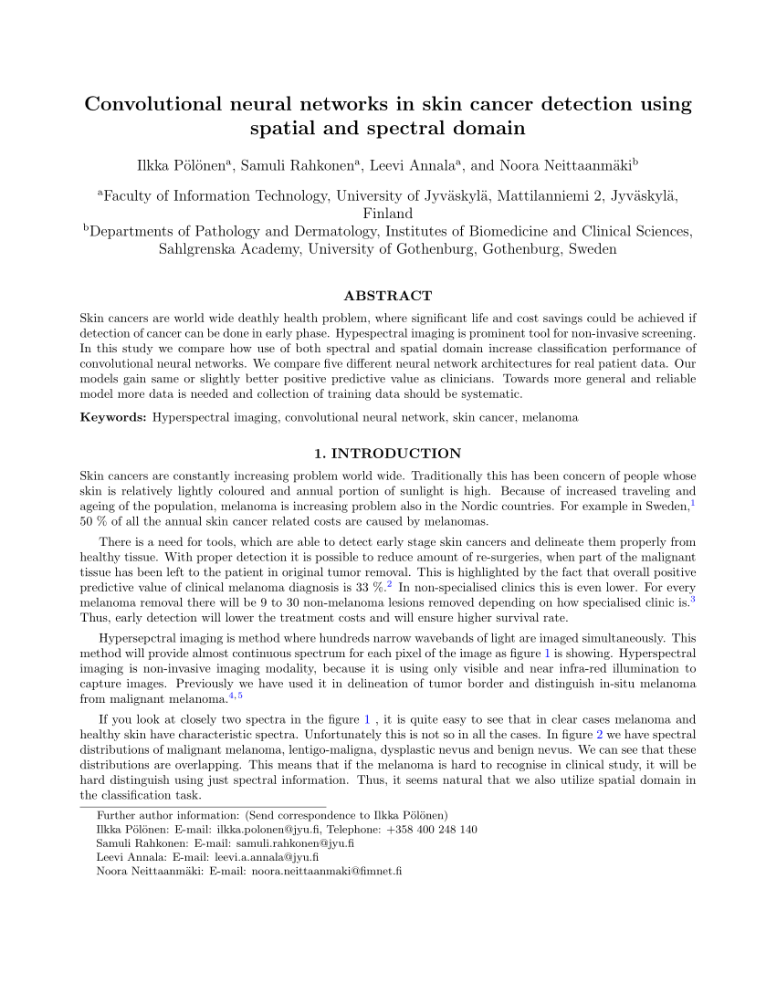 Convolutional neural networks in skin cancer detection using
spatial and spectral domain
Ilkka Pölönenᵃ, Samuli Rahkonenᵃ, Leevi Annalaᵃ, and Noora Neittaanmäkiᵇ
ᵃFaculty of Information Technology, University of Jyväskylä, Mattilanniemi 2, Jyväskylä,
Finland
ᵇDepartments of Pathology and Dermatology, Institutes of Biomedicine and Clinical Sciences,
Sahlgrenska Academy, University of Gothenburg, Gothenburg, Sweden
ABSTRACT
Skin cancers are world wide deathly health problem, where significant life and cost savings could be achieved if
detection of cancer can be done in early phase. Hypespectral imaging is prominent tool for non-invasive screening.
In this study we compare how use of both spectral and spatial domain increase classification performance of
convolutional neural networks. We compare five different neural network architectures for real patient data. Our
models gain same or slightly better positive predictive value as clinicians. Towards more general and reliable
model more data is needed and collection of training data should be systematic.
Keywords: Hyperspectral imaging, convolutional neural network, skin cancer, melanoma
1. INTRODUCTION
Skin cancers are constantly increasing problem world wide. Traditionally this has been concern of people whose
skin is relatively lightly coloured and annual portion of sunlight is high. Because of increased traveling and
ageing of the population, melanoma is increasing problem also in the Nordic countries. For example in Sweden,¹
50 % of all the annual skin cancer related costs are caused by melanomas.
There is a need for tools, which are able to detect early stage skin cancers and delineate them properly from
healthy tissue. With proper detection it is possible to reduce amount of re-surgeries, when part of the malignant
tissue has been left to the patient in original tumor removal. This is highlighted by the fact that overall positive
predictive value of clinical melanoma diagnosis is 33 %.² In non-specialised clinics this is even lower. For every
melanoma removal there will be 9 to 30 non-melanoma lesions removed depending on how specialised clinic is.³
Thus, early detection will lower the treatment costs and will ensure higher survival rate.
Hypersepctral imaging is method where hundreds narrow wavebands of light are imaged simultaneously. This
method will provide almost continuous spectrum for each pixel of the image as figure 1 is showing. Hyperspectral
imaging is non-invasive imaging modality, because it is using only visible and near infra-red illumination to
capture images. Previously we have used it in delineation of tumor border and distinguish in-situ melanoma
from malignant melanoma.⁴,⁵
If you look at closely two spectra in the figure 1 , it is quite easy to see that in clear cases melanoma and
healthy skin have characteristic spectra. Unfortunately this is not so in all the cases. In figure 2 we have spectral
distributions of malignant melanoma, lentigo-maligna, dysplastic nevus and benign nevus. We can see that these
distributions are overlapping. This means that if the melanoma is hard to recognise in clinical study, it will be
hard distinguish using just spectral information. Thus, it seems natural that we also utilize spatial domain in
the classification task.
Further author information: (Send correspondence to Ilkka Pölönen)
Ilkka Pölönen: E-mail: ilkka.polonen@jyu.fi, Telephone: +358 400 248 140
Samuli Rahkonen: E-mail: samuli.rahkonen@jyu.fi
Leevi Annala: E-mail: leevi.a.annala@jyu.fi
Noora Neittaanmäki: E-mail: noora.neittaanmaki@fimnet.fi